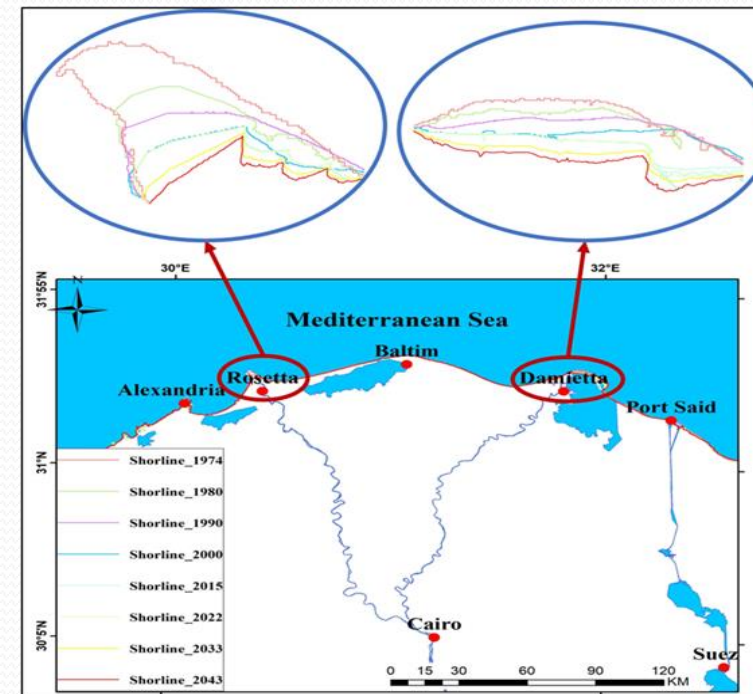 30°E
32°E
31°55'N
N
Mediterranean Sea
Baltim
Rosetta
Damietta
Alexandria
Port Said
31°N
Shorline_1974
Shorline_1980
Shorline_1990
Shorline_2000
Shorline_2015
Shorline_2022
Shorline_2033
Shorline_2043
30°5'N
Cairo
Suez
0 15 30 60 90 120
KM